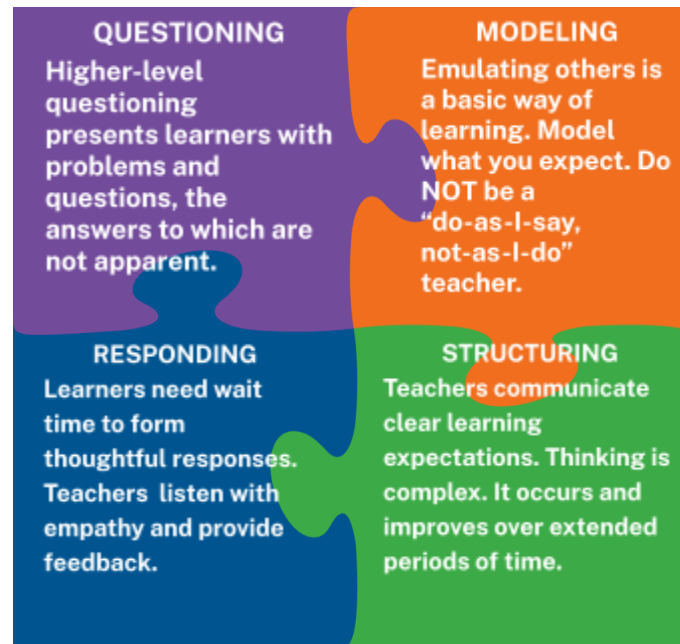 QUESTIONING
Higher-level
questioning
presents learners with
problems and
questions, the
answers to which are
not apparent.
MODELING
Emulating others is
a basic way of
learning. Model
what you expect. Do
NOT be a
“do-as-I-say,
not-as-I-do”
teacher.
RESPONDING
Learners need wait
time to form
thoughtful responses.
Teachers listen with
empathy and provide
feedback.
STRUCTURING
Teachers communicate
clear learning
expectations. Thinking is
complex. It occurs and
improves over extended
periods of time.